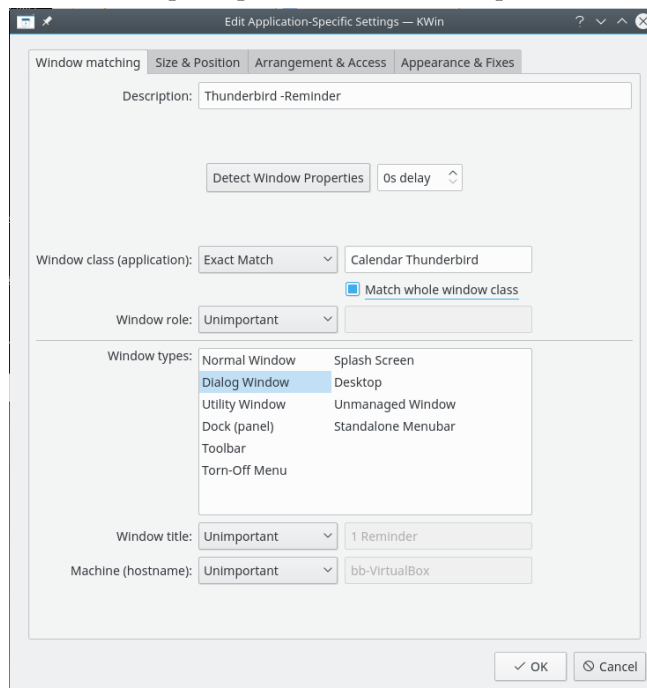 Edit Application-Specific Settings — KWin
Window matching Size & Position Arrangement & Access Appearance & Fixes
Description: Thunderbird -Reminder
Detect Window Properties 0s delay
Window class (application): Exact Match Calendar Thunderbird
Match whole window class
Window role: Unimportant
Window types: Normal Window Splash Screen
Dialog Window Desktop
Utility Window Unmanaged Window
Dock (panel) Standalone Menubar
Toolbar
Torn-Off Menu
Window title: Unimportant 1 Reminder
Machine (hostname): Unimportant bb-VirtualBox
OK Cancel